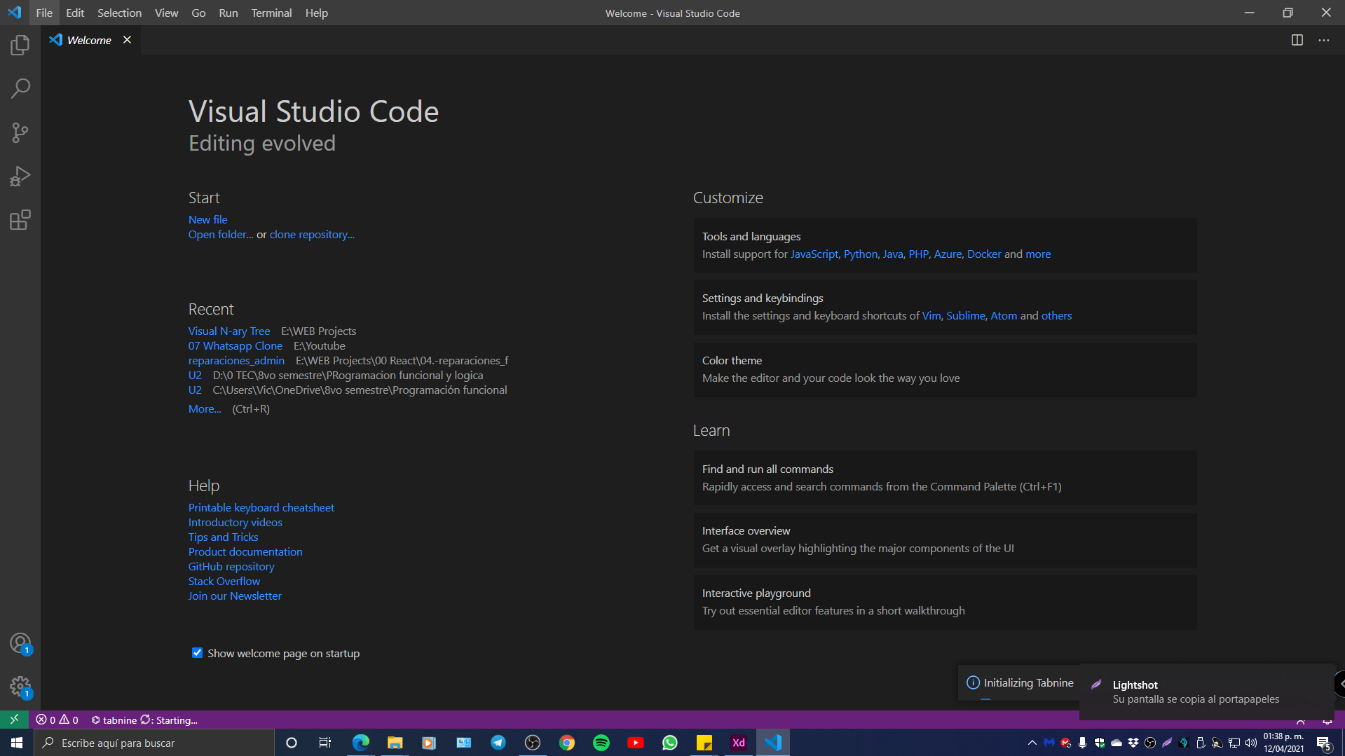 File Edit Selection View Go Run Terminal Help
Welcome - Visual Studio Code
Welcome
Visual Studio Code
Editing evolved
Start
New file
Open folder... or clone repository...
Recent
Visual N-ary Tree E:\WEB Projects
07 Whatsapp Clone E:\Youtube
reparaciones_admin E:\WEB Projects\00 React\04.-reparaciones_f
U2 D:\0 TEC\8vo semestre\PRogramacion funcional y logica
U2 C:\Users\Vic\OneDrive\8vo semestre\Programación funcional
More... (Ctrl+R)
Help
Printable keyboard cheatsheet
Introductory videos
Tips and Tricks
Product documentation
GitHub repository
Stack Overflow
Join our Newsletter
Show welcome page on startup
Customize
Tools and languages
Install support for JavaScript, Python, Java, PHP, Azure, Docker and more
Settings and keybindings
Install the settings and keyboard shortcuts of Vim, Sublime, Atom and others
Color theme
Make the editor and your code look the way you love
Learn
Find and run all commands
Rapidly access and search commands from the Command Palette (Ctrl+F1)
Interface overview
Get a visual overlay highlighting the major components of the UI
Interactive playground
Try out essential editor features in a short walkthrough
1
1
Initializing Tabnine
Lightshot
Su pantalla se copia al portapapeles
0 0 tabnine : Starting...
Escribe aquí para buscar
Xd
01:38 p. m.
12/04/2021
5